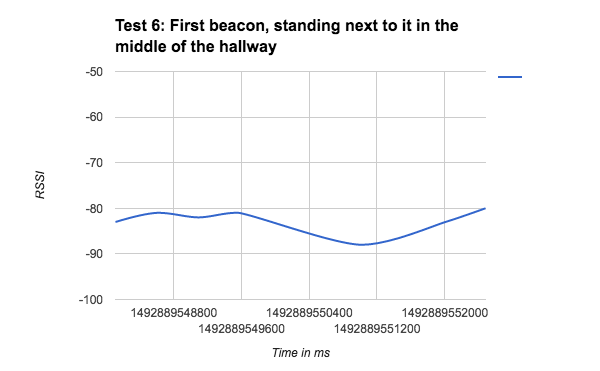 Test 6: First beacon, standing next to it in the
middle of the hallway
-50
-60
-70
-80
-90
-100
RSSI
1492889548800 1492889550400 1492889552000
1492889549600 1492889551200
Time in ms